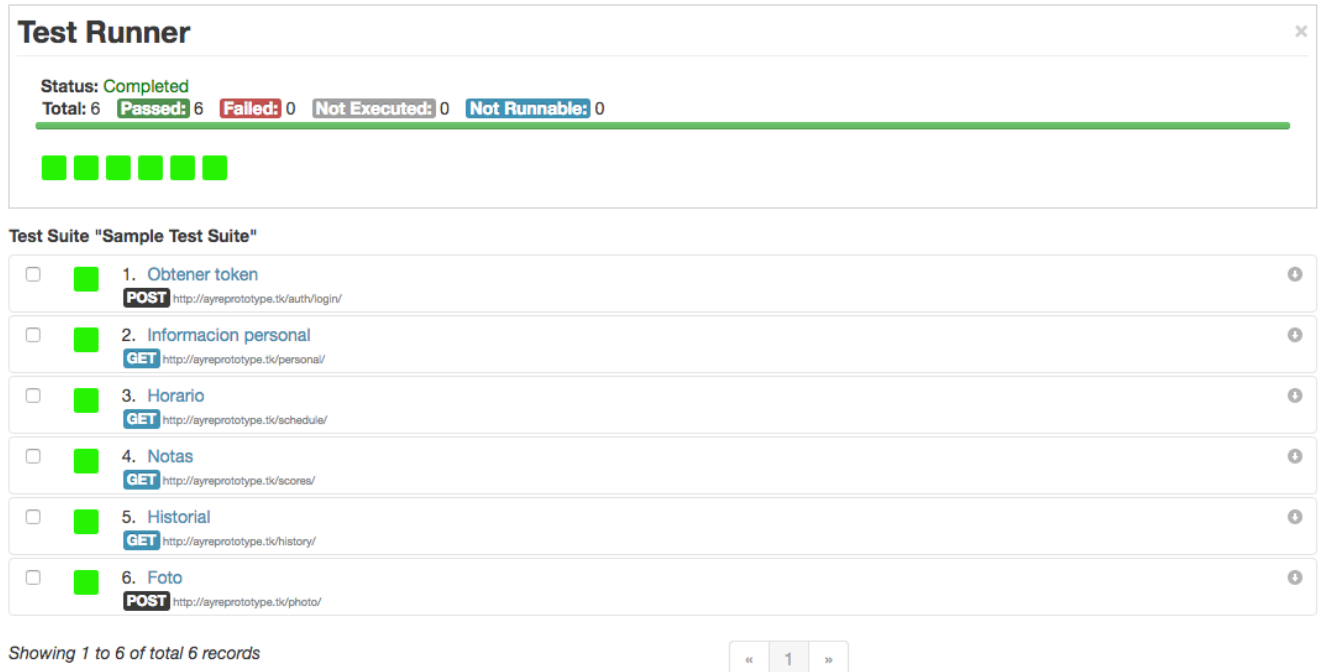 Test Runner
×
Status: Completed
Total: 6 Passed: 6 Failed: 0 Not Executed: 0 Not Runnable: 0
Test Suite "Sample Test Suite"
1. Obtener token
POST http://ayreprototype.tk/auth/login/
2. Informacion personal
GET http://ayreprototype.tk/personal/
3. Horario
GET http://ayreprototype.tk/schedule/
4. Notas
GET http://ayreprototype.tk/scores/
5. Historial
GET http://ayreprototype.tk/history/
6. Foto
POST http://ayreprototype.tk/photo/
Showing 1 to 6 of total 6 records
« 1 »